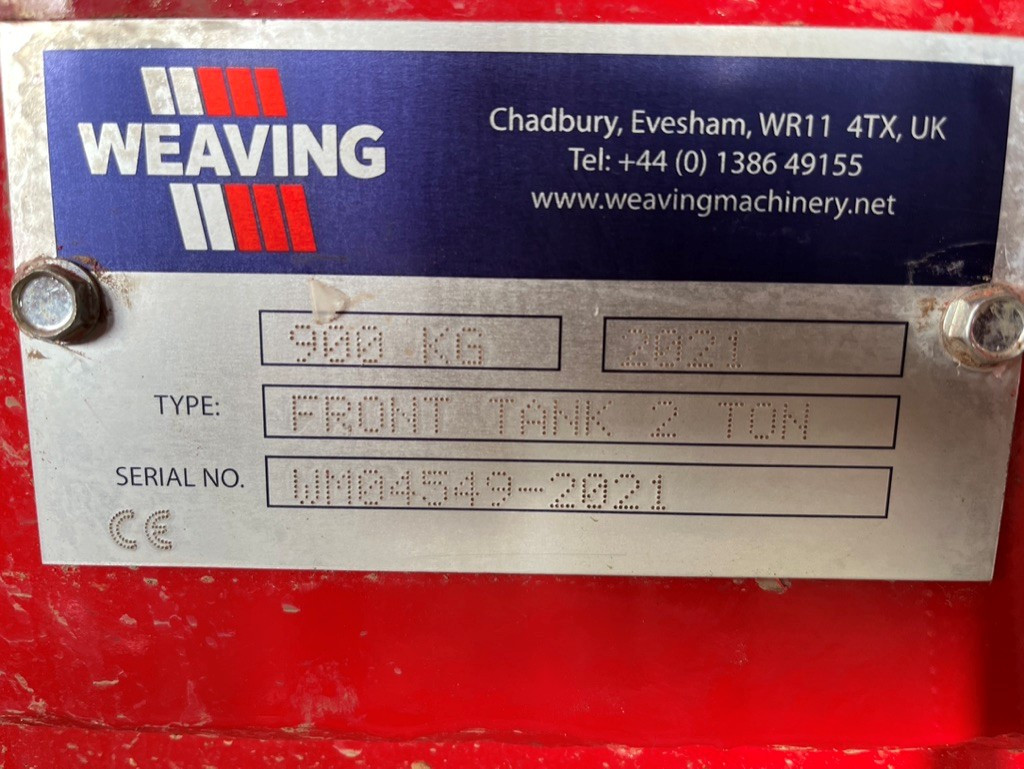 WEAVING
Chadbury, Evesham, WR11 4TX, UK
Tel: +44 (0) 1386 49155
www.weavingmachinery.net
900 KG 2021
TYPE: FRONT TANK 2 TON
SERIAL NO. WM04549-2021
CE